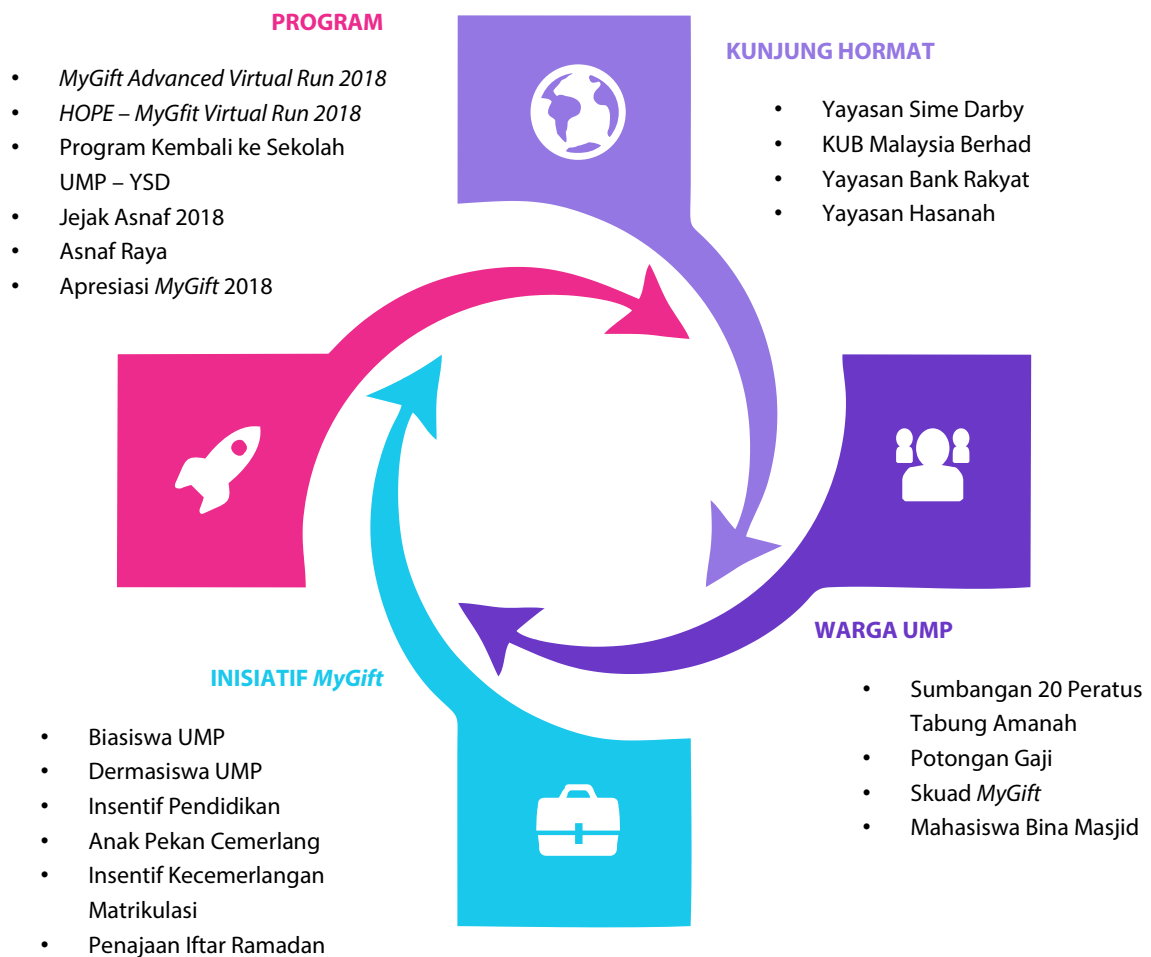 PROGRAM
• MyGift Advanced Virtual Run 2018
• HOPE – MyGfit Virtual Run 2018
• Program Kembali ke Sekolah
UMP – YSD
• Jejak Asnaf 2018
• Asnaf Raya
• Apresiasi MyGift 2018
KUNJUNG HORMAT
• Yayasan Sime Darby
• KUB Malaysia Berhad
• Yayasan Bank Rakyat
• Yayasan Hasanah
WARGA UMP
• Sumbangan 20 Peratus
Tabung Amanah
• Potongan Gaji
• Skuad MyGift
• Mahasiswa Bina Masjid
INISIATIF MyGift
• Biasiswa UMP
• Dermasiswa UMP
• Insentif Pendidikan
• Anak Pekan Cemerlang
• Insentif Kecemerlangan
Matrikulasi
• Penajaan Iftar Ramadan